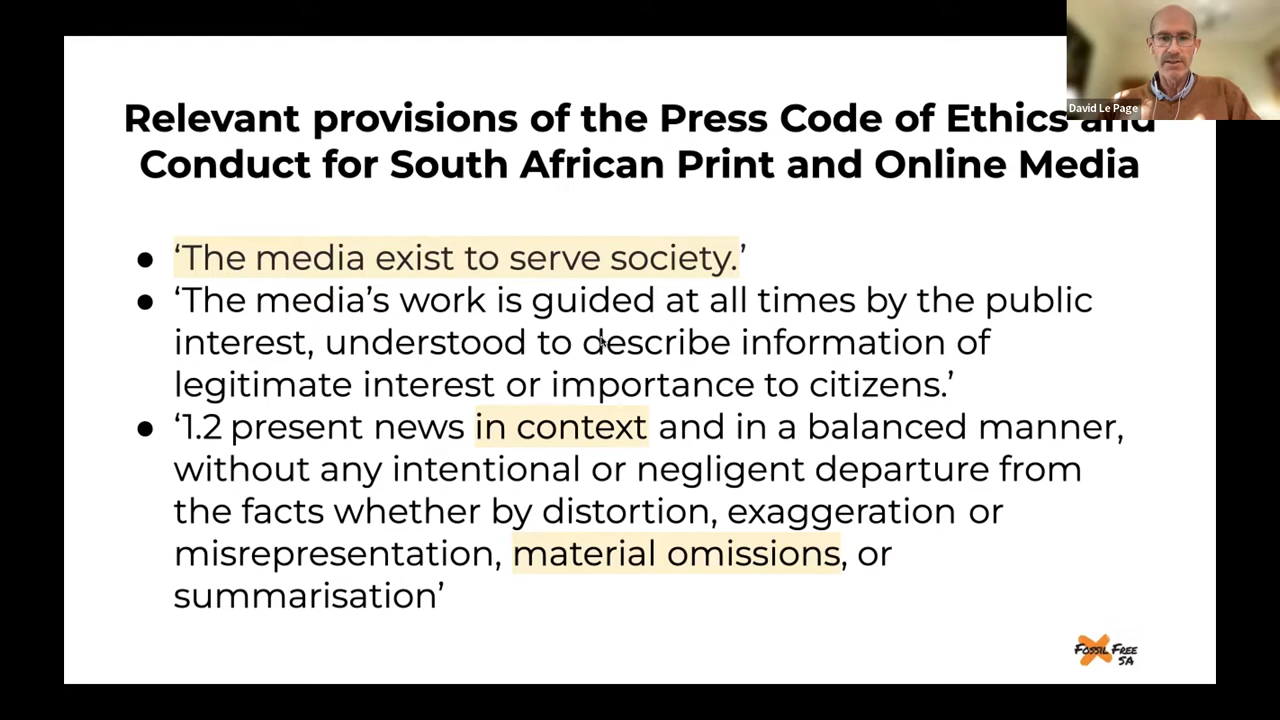 David Le Page
Relevant provisions of the Press Code of Ethics and
Conduct for South African Print and Online Media
● ‘The media exist to serve society.’
● ‘The media’s work is guided at all times by the public
interest, understood to describe information of
legitimate interest or importance to citizens.’
● ‘1.2 present news in context and in a balanced manner,
without any intentional or negligent departure from
the facts whether by distortion, exaggeration or
misrepresentation, material omissions, or
summarisation’
FOSSIL FREE
SA